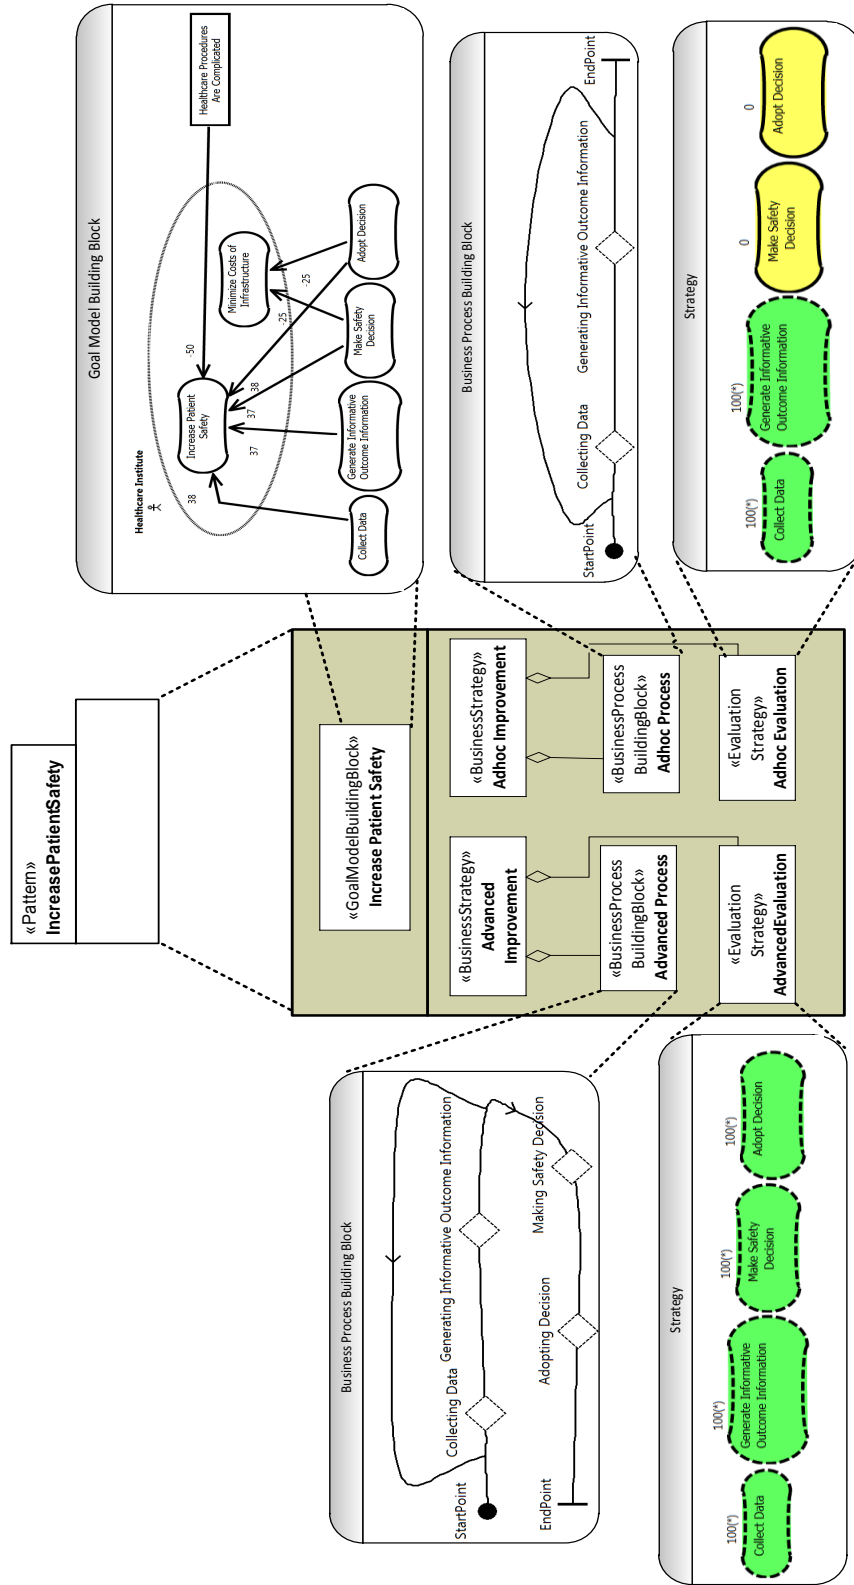 «Pattern»
IncreasePatientSafety
«GoalModelBuildingBlock»
Increase Patient Safety
«BusinessStrategy»
Advanced
Improvement
«BusinessStrategy»
Adhoc Improvement
«BusinessProcess
BuildingBlock»
Advanced Process
«BusinessProcess
BuildingBlock»
Adhoc Process
«Evaluation
Strategy»
AdvancedEvaluation
«Evaluation
Strategy»
Adhoc Evaluation
Goal Model Building Block
Healthcare Institute
Healthcare Procedures
Are Complicated
Increase Patient
Safety
Minimize Costs of
Infrastructure
-50
38
37
37
38
-25
-25
Collect Data
Generate Informative
Outcome Information
Make Safety
Decision
Adopt Decision
Business Process Building Block
StartPoint
Collecting Data
Generating Informative Outcome Information
EndPoint
Strategy
100(*)
100(*)
0
0
Collect Data
Generate Informative
Outcome Information
Make Safety
Decision
Adopt Decision
Business Process Building Block
StartPoint
Collecting Data
Generating Informative Outcome Information
EndPoint
Adopting Decision
Making Safety Decision
Strategy
100(*)
100(*)
100(*)
100(*)
Collect Data
Generate Informative
Outcome Information
Make Safety
Decision
Adopt Decision